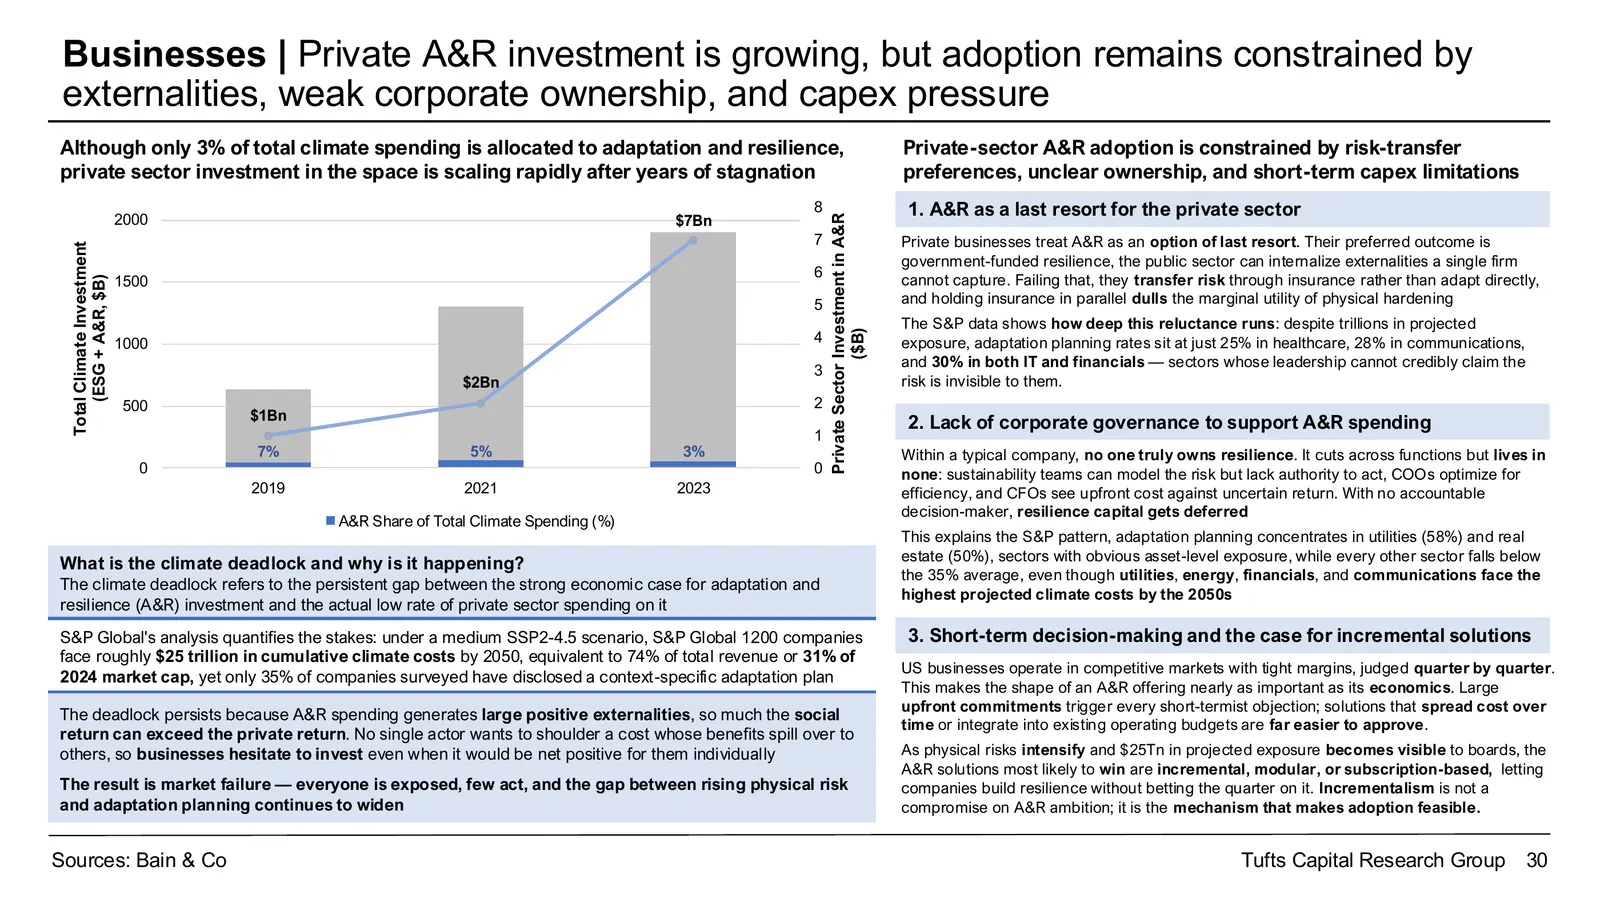 Businesses | Private A&R investment is growing, but adoption remains constrained by
externalities, weak corporate ownership, and capex pressure
Although only 3% of total climate spending is allocated to adaptation and resilience,
private sector investment in the space is scaling rapidly after years of stagnation
Total Climate Investment
(ESG + A&R, $B)
2000
1500
1000
500
0
8
7
6
5
4
3
2
1
0
Private Sector Investment in A&R
($B)
$1Bn
$2Bn
$7Bn
7%
5%
3%
2019
2021
2023
A&R Share of Total Climate Spending (%)
What is the climate deadlock and why is it happening?
The climate deadlock refers to the persistent gap between the strong economic case for adaptation and
resilience (A&R) investment and the actual low rate of private sector spending on it
S&P Global's analysis quantifies the stakes: under a medium SSP2-4.5 scenario, S&P Global 1200 companies
face roughly $25 trillion in cumulative climate costs by 2050, equivalent to 74% of total revenue or 31% of
2024 market cap, yet only 35% of companies surveyed have disclosed a context-specific adaptation plan
The deadlock persists because A&R spending generates large positive externalities, so much the social
return can exceed the private return. No single actor wants to shoulder a cost whose benefits spill over to
others, so businesses hesitate to invest even when it would be net positive for them individually
The result is market failure — everyone is exposed, few act, and the gap between rising physical risk
and adaptation planning continues to widen
Private-sector A&R adoption is constrained by risk-transfer
preferences, unclear ownership, and short-term capex limitations
1. A&R as a last resort for the private sector
Private businesses treat A&R as an option of last resort. Their preferred outcome is
government-funded resilience, the public sector can internalize externalities a single firm
cannot capture. Failing that, they transfer risk through insurance rather than adapt directly,
and holding insurance in parallel dulls the marginal utility of physical hardening
The S&P data shows how deep this reluctance runs: despite trillions in projected
exposure, adaptation planning rates sit at just 25% in healthcare, 28% in communications,
and 30% in both IT and financials — sectors whose leadership cannot credibly claim the
risk is invisible to them.
2. Lack of corporate governance to support A&R spending
Within a typical company, no one truly owns resilience. It cuts across functions but lives in
none: sustainability teams can model the risk but lack authority to act, COOs optimize for
efficiency, and CFOs see upfront cost against uncertain return. With no accountable
decision-maker, resilience capital gets deferred
This explains the S&P pattern, adaptation planning concentrates in utilities (58%) and real
estate (50%), sectors with obvious asset-level exposure, while every other sector falls below
the 35% average, even though utilities, energy, financials, and communications face the
highest projected climate costs by the 2050s
3. Short-term decision-making and the case for incremental solutions
US businesses operate in competitive markets with tight margins, judged quarter by quarter.
This makes the shape of an A&R offering nearly as important as its economics. Large
upfront commitments trigger every short-termist objection; solutions that spread cost over
time or integrate into existing operating budgets are far easier to approve.
As physical risks intensify and $25Tn in projected exposure becomes visible to boards, the
A&R solutions most likely to win are incremental, modular, or subscription-based, letting
companies build resilience without betting the quarter on it. Incrementalism is not a
compromise on A&R ambition; it is the mechanism that makes adoption feasible.
Sources: Bain & Co
Tufts Capital Research Group 30